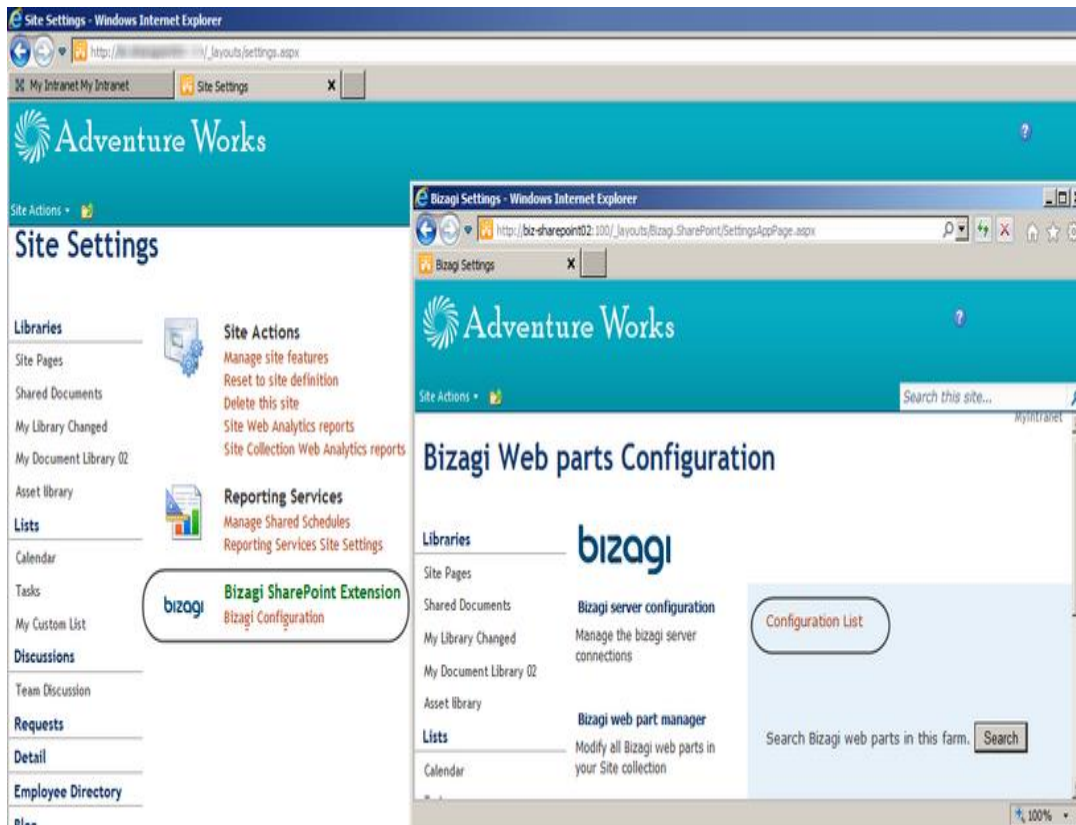 Site Settings - Windows Internet Explorer
http:// /_layouts/settings.aspx
My Intranet My Intranet
Site Settings
Adventure Works
Site Actions
Site Settings
Libraries
Site Pages
Shared Documents
My Library Changed
My Document Library 02
Asset library
Lists
Calendar
Tasks
My Custom List
Discussions
Team Discussion
Requests
Detail
Employee Directory
Blog
Site Actions
Manage site features
Reset to site definition
Delete this site
Site Web Analytics reports
Site Collection Web Analytics reports
Reporting Services
Manage Shared Schedules
Reporting Services Site Settings
bizagi
Bizagi SharePoint Extension
Bizagi Configuration
Bizagi Settings - Windows Internet Explorer
http://biz-sharepoint02:100/_layouts/Bizagi.SharePoint/SettingsAppPage.aspx
Bizagi Settings
Adventure Works
Site Actions
Search this site...
MyIntranet
Bizagi Web parts Configuration
Libraries
Site Pages
Shared Documents
My Library Changed
My Document Library 02
Asset library
Lists
Calendar
bizagi
Bizagi server configuration
Manage the bizagi server
connections
Configuration List
Bizagi web part manager
Modify all Bizagi web parts in
your Site collection
Search Bizagi web parts in this farm. Search
100%